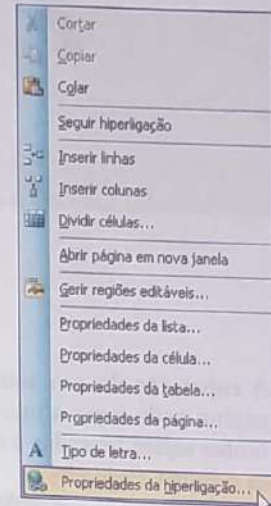 Cortar
Copiar
Colar
Seguir hiperligação
Inserir linhas
Inserir colunas
Dividir células...
Abrir página em nova janela
Gerir regiões editáveis...
Propriedades da lista...
Propriedades da célula...
Propriedades da tabela...
Propriedades da página...
Tipo de letra...
Propriedades da hiperligação...